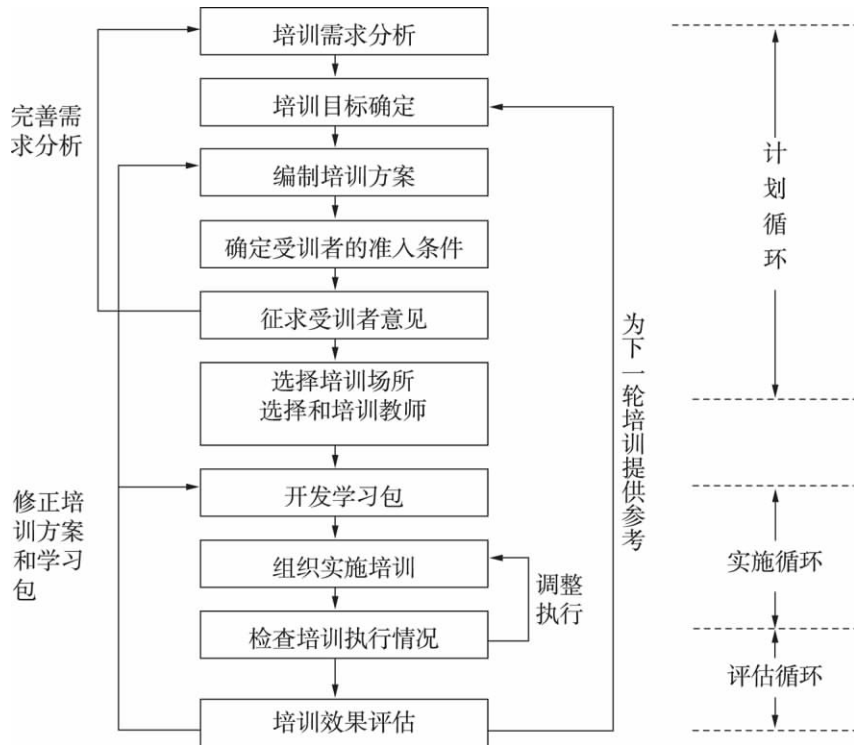 培训需求分析
培训目标确定
完善需
求分析
编制培训方案
确定受训者的准入条件
征求受训者意见
选择培训场所
选择和培训教师
开发学习包
修正培
训方案
和学习
包
组织实施培训
调整
执行
检查培训执行情况
培训效果评估
为下一轮培训提供参考
计划循环
实施循环
评估循环